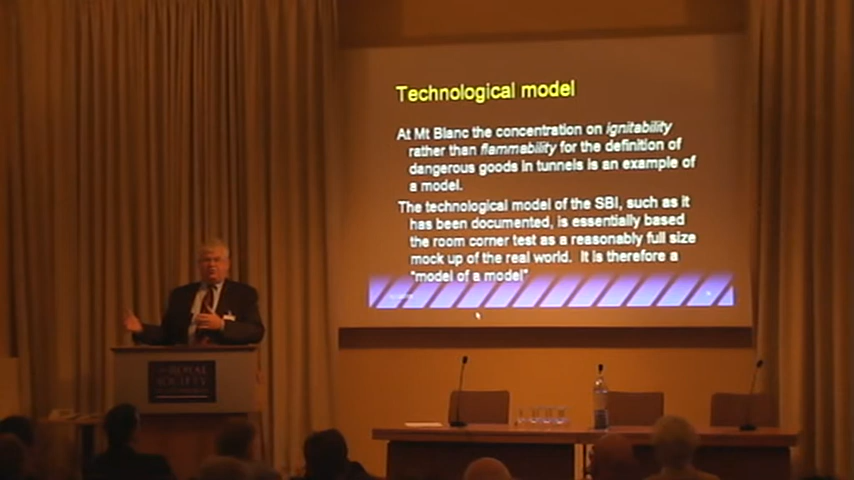 Technological model
At Mt Blanc the concentration on ignitability
rather than flammability for the definition of
dangerous goods in tunnels is an example of
a model.
The technological model of the SBI, such as it
has been documented, is essentially based
the room corner test as a reasonably full size
mock up of the real world. It is therefore a
"model of a model"
ROYAL
SOCIETY